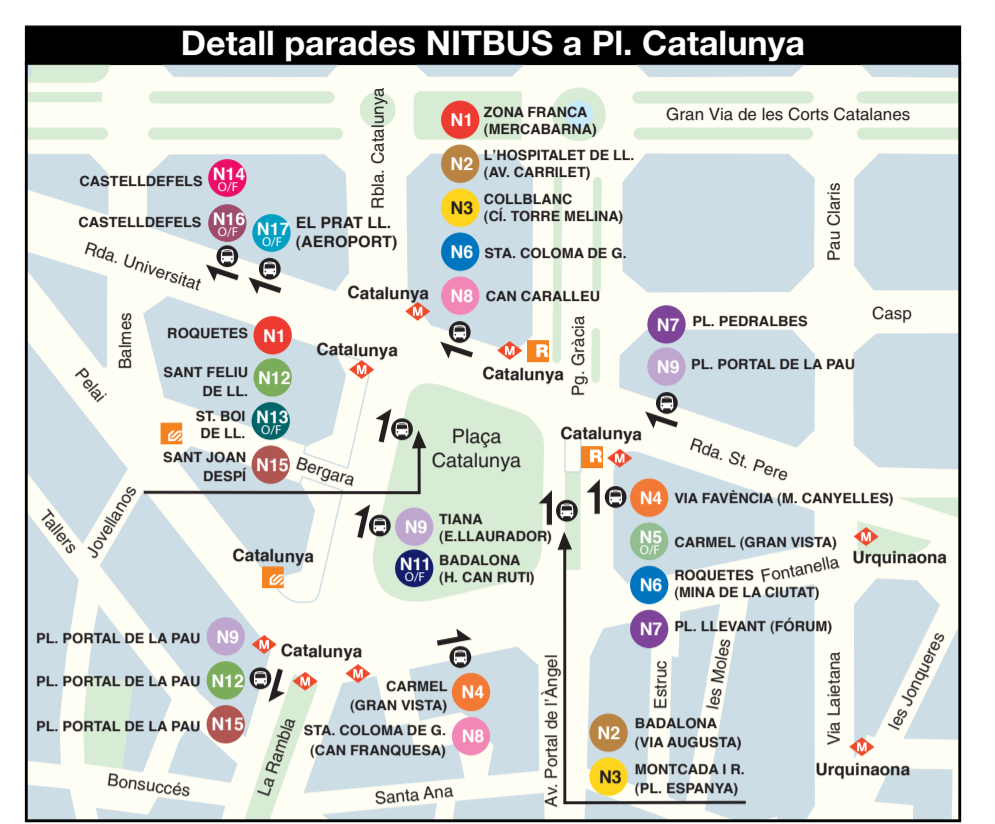 Detall parades NITBUS a Pl. Catalunya
Gran Via de les Corts Catalanes
Rbla. Catalunya
N1 ZONA FRANCA
(MERCABARNA)
N2 L'HOSPITALET DE LL.
(AV. CARRILET)
N3 COLLBLANC
(CÍ. TORRE MELINA)
N6 STA. COLOMA DE G.
N8 CAN CARALLEU
CASTELLDEFELS N14
O/F
CASTELLDEFELS N16
O/F
N17
O/F
EL PRAT LL.
(AEROPORT)
Pau Claris
Rda. Universitat
Catalunya
M
Balmes
ROQUETES N1
SANT FELIU
DE LL.
N12
ST. BOI
DE LL.
N13
O/F
SANT JOAN
DESPÍ
N15
Catalunya
M
M R
Catalunya
Pg. Gràcia
N7 PL. PEDRALBES
N9 PL. PORTAL DE LA PAU
Casp
Pelai
Bergara
Plaça
Catalunya
Catalunya
R M
Rda. St. Pere
Tallers
Jovellanos
N9 TIANA
(E.LLAURADOR)
N11
O/F
BADALONA
(H. CAN RUTI)
N4 VIA FAVÈNCIA (M. CANYELLES)
N5
O/F
CARMEL (GRAN VISTA)
N6 ROQUETES
(MINA DE LA CIUTAT)
N7 PL. LLEVANT (FÓRUM)
Fontanella
M
Urquinaona
Catalunya
PL. PORTAL DE LA PAU N9
PL. PORTAL DE LA PAU N12
PL. PORTAL DE LA PAU N15
M
Catalunya
M
M
CARMEL
(GRAN VISTA)
N4
STA. COLOMA DE G.
(CAN FRANQUESA)
N8
La Rambla
Bonsuccés
Santa Ana
Av. Portal de l'Àngel
Estruc
les Moles
Via Laietana
les Jonqueres
N2 BADALONA
(VIA AUGUSTA)
N3 MONTCADA I R.
(PL. ESPANYA)
M
Urquinaona